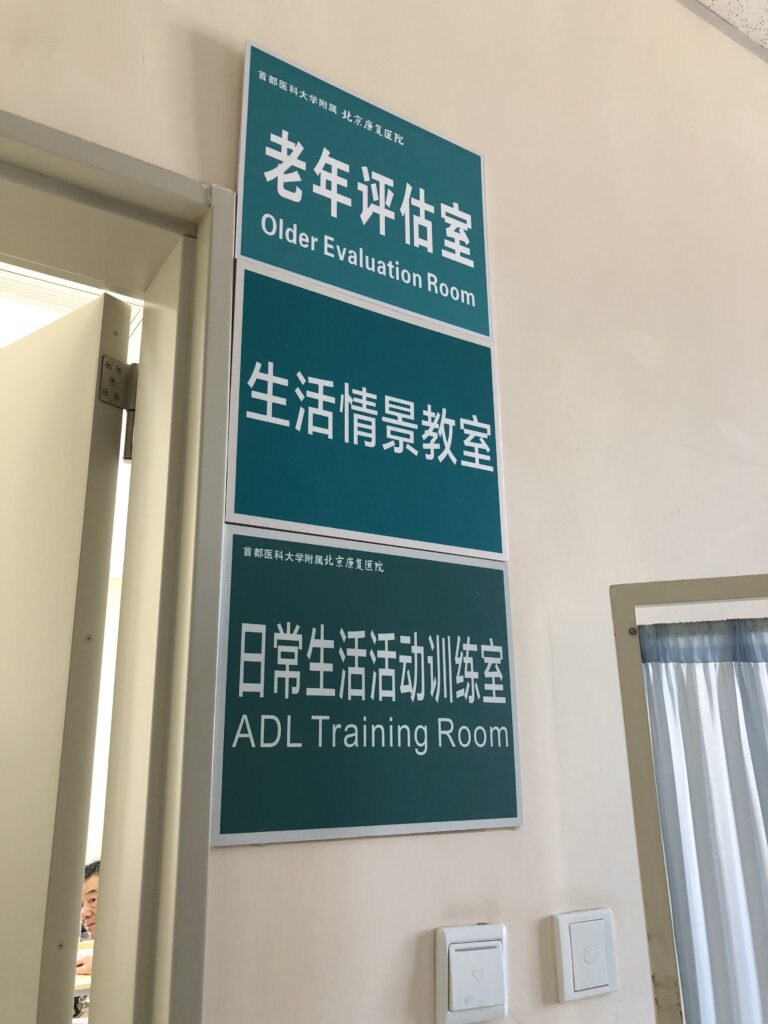 首都医科大学附属 北京康复医院
老年评估室
Older Evaluation Room
生活情景教室
首都医科大学附属北京康复医院
日常生活活动训练室
ADL Training Room